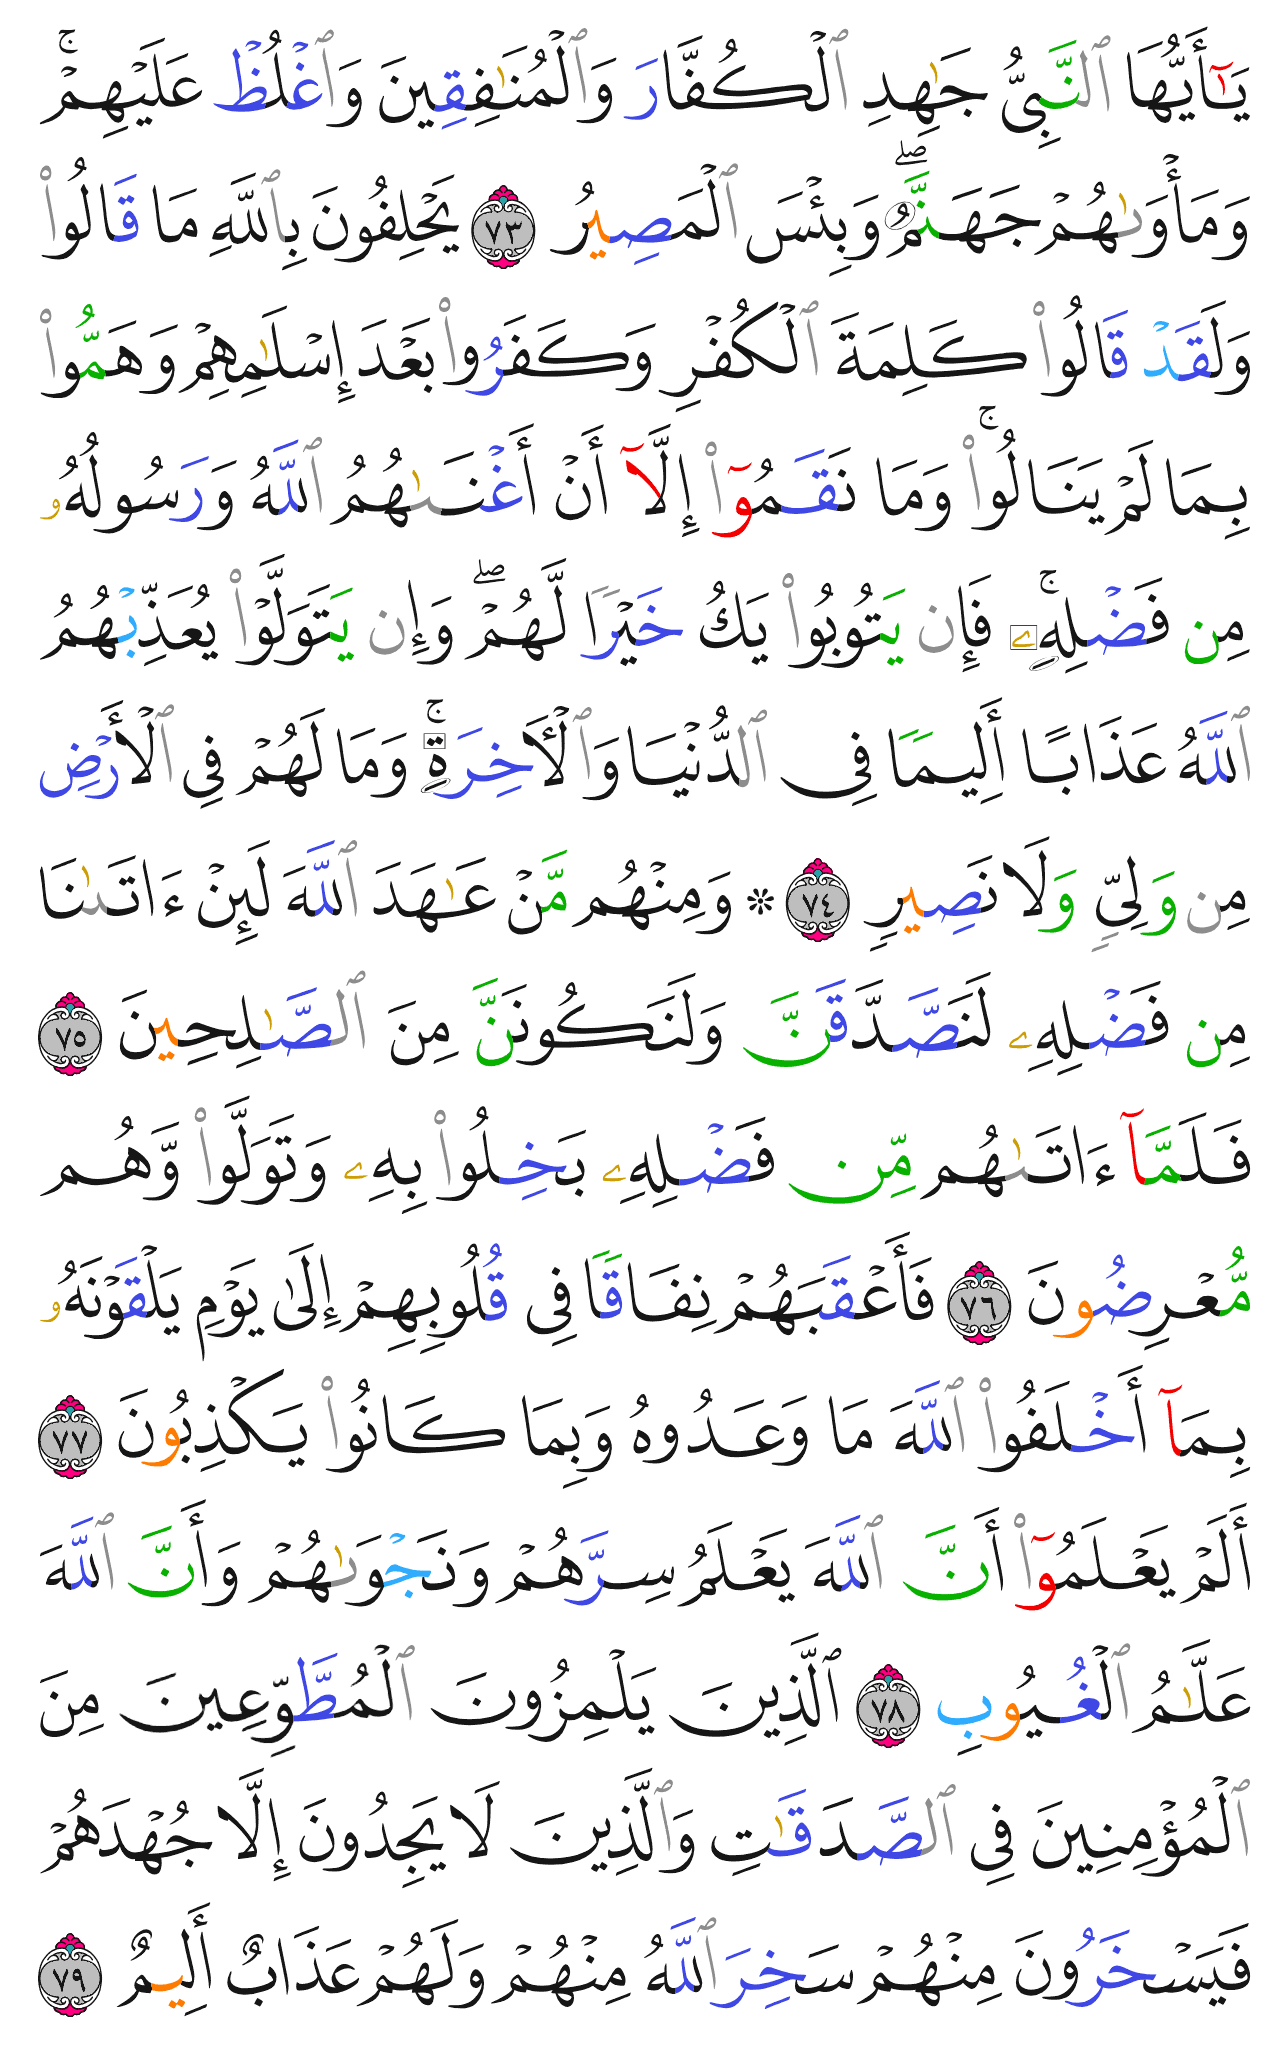 يَـٰٓأَيُّهَا ٱلنَّبِىُّ جَـٰهِدِ ٱلۡكُفَّارَ وَٱلۡمُنَـٰفِقِينَ وَٱغۡلُظۡ عَلَيۡهِمۡۚ
وَمَأۡوَىٰهُمۡ جَهَنَّمُۖ وَبِئۡسَ ٱلۡمَصِيرُ ٧٣ يَحۡلِفُونَ بِٱللَّهِ مَا قَالُوا۟
وَلَقَدۡ قَالُوا۟ كَلِمَةَ ٱلۡكُفۡرِ وَكَفَرُوا۟ بَعۡدَ إِسۡلَـٰمِهِمۡ وَهَمُّوا۟
بِمَا لَمۡ يَنَالُوا۟ۚ وَمَا نَقَمُوٓا۟ إِلَّآ أَنۡ أَغۡنَىٰهُمُ ٱللَّهُ وَرَسُولُهُۥ
مِن فَضۡلِهِۦۚ فَإِن يَتُوبُوا۟ يَكُ خَيۡرࣰا لَّهُمۡۖ وَإِن يَتَوَلَّوۡا۟ يُعَذِّبۡهُمُ
ٱللَّهُ عَذَابًا أَلِيمࣰا فِى ٱلدُّنۡيَا وَٱلۡأَخِرَةِۚ وَمَا لَهُمۡ فِى ٱلۡأَرۡضِ
مِن وَلِىࣲّ وَلَا نَصِيرࣲ ٧٤ ۞ وَمِنۡهُم مَّنۡ عَـٰهَدَ ٱللَّهَ لَئِنۡ ءَاتَىٰنَا
مِن فَضۡلِهِۦ لَنَصَّدَّقَنَّ وَلَنَكُونَنَّ مِنَ ٱلصَّـٰلِحِينَ ٧٥
فَلَمَّآ ءَاتَىٰهُم مِّن فَضۡلِهِۦ بَخِلُوا۟ بِهِۦ وَتَوَلَّوا۟ وَّهُم
مُّعۡرِضُونَ ٧٦ فَأَعۡقَبَهُمۡ نِفَاقࣰا فِى قُلُوبِهِمۡ إِلَىٰ يَوۡمِ يَلۡقَوۡنَهُۥ
بِمَآ أَخۡلَفُوا۟ ٱللَّهَ مَا وَعَدُوهُ وَبِمَا كَانُوا۟ يَكۡذِبُونَ ٧٧
أَلَمۡ يَعۡلَمُوٓا۟ أَنَّ ٱللَّهَ يَعۡلَمُ سِرَّهُمۡ وَنَجۡوَىٰهُمۡ وَأَنَّ ٱللَّهَ
عَلَّـٰمُ ٱلۡغُيُوبِ ٧٨ ٱلَّذِينَ يَلۡمِزُونَ ٱلۡمُطَّوِّعِينَ مِنَ
ٱلۡمُؤۡمِنِينَ فِى ٱلصَّدَقَـٰتِ وَٱلَّذِينَ لَا يَجِدُونَ إِلَّا جُهۡدَهُمۡ
فَيَسۡخَرُونَ مِنۡهُمۡ سَخِرَ ٱللَّهُ مِنۡهُمۡ وَلَهُمۡ عَذَابٌ أَلِيمٌ ٧٩